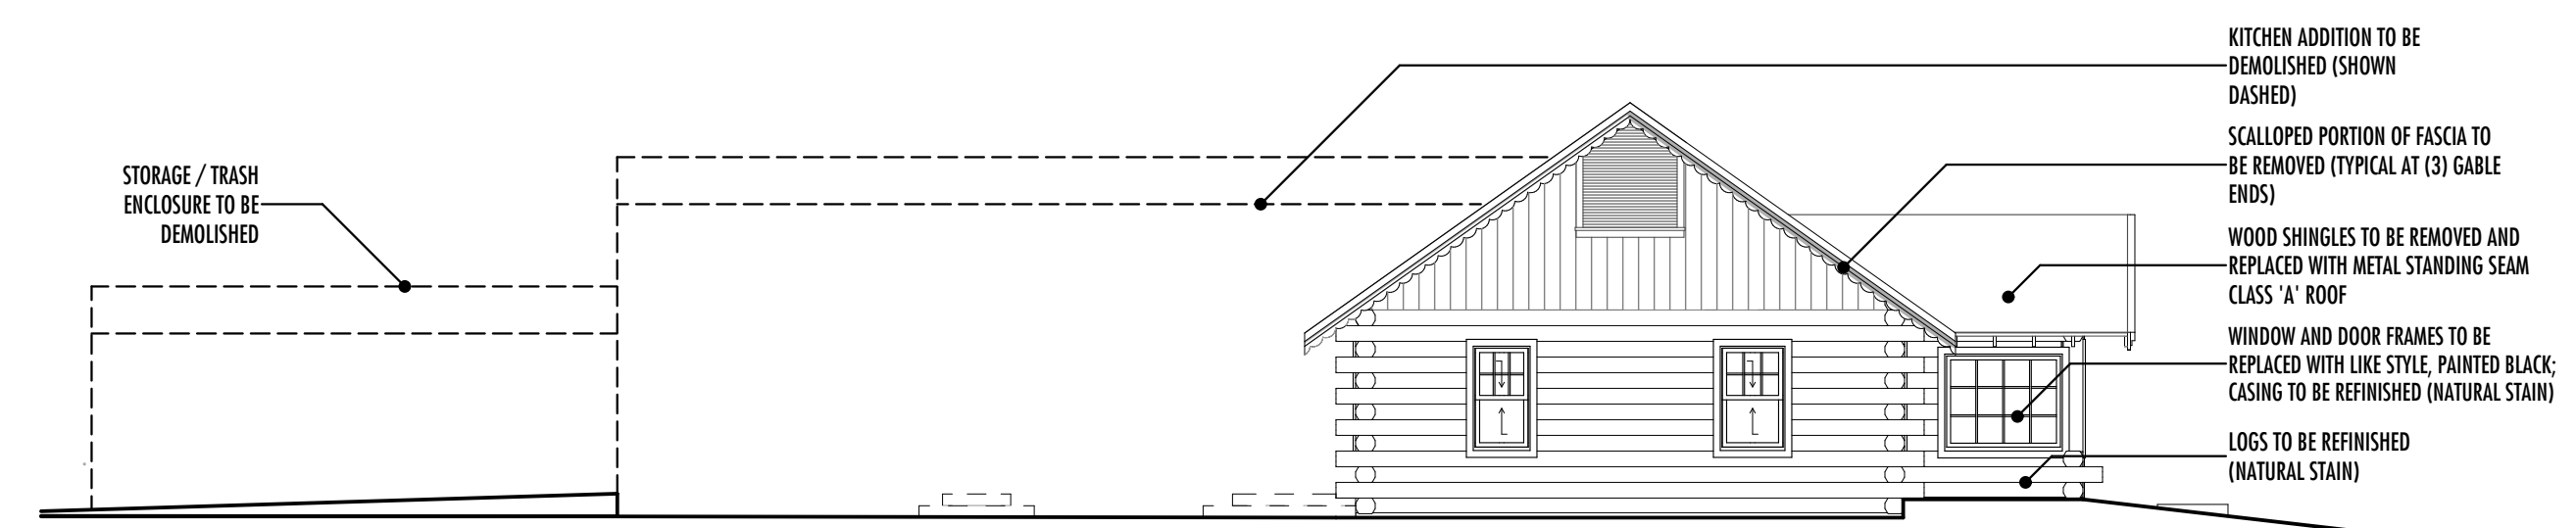 STORAGE / TRASH
ENCLOSURE TO BE
DEMOLISHED
KITCHEN ADDITION TO BE
DEMOLISHED (SHOWN
DASHED)
SCALLOPED PORTION OF FASCIA TO
BE REMOVED (TYPICAL AT (3) GABLE
ENDS)
WOOD SHINGLES TO BE REMOVED AND
REPLACED WITH METAL STANDING SEAM
CLASS 'A' ROOF
WINDOW AND DOOR FRAMES TO BE
REPLACED WITH LIKE STYLE, PAINTED BLACK;
CASING TO BE REFINISHED (NATURAL STAIN)
LOGS TO BE REFINISHED
(NATURAL STAIN)